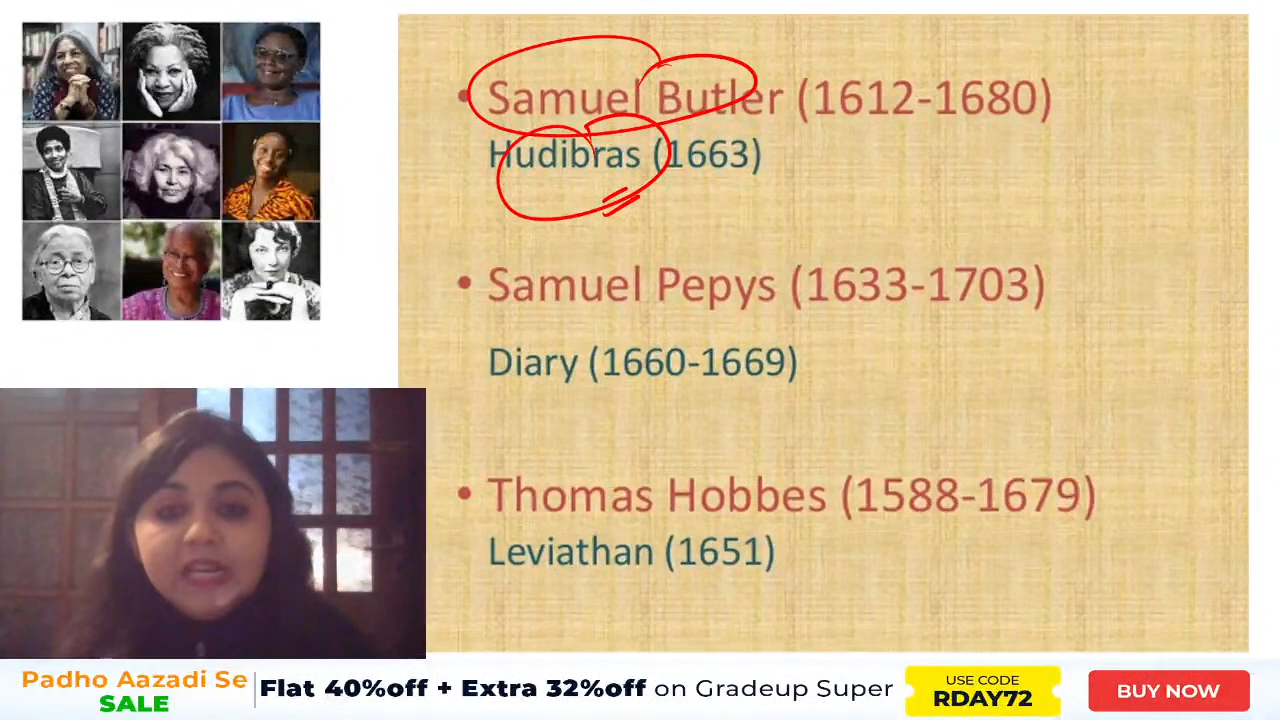 • Samuel Butler (1612-1680)
Hudibras (1663)
• Samuel Pepys (1633-1703)
Diary (1660-1669)
• Thomas Hobbes (1588-1679)
Leviathan (1651)
Padho Aazadi Se
SALE
Flat 40%off + Extra 32%off on Gradeup Super
USE CODE
RDAY72
BUY NOW